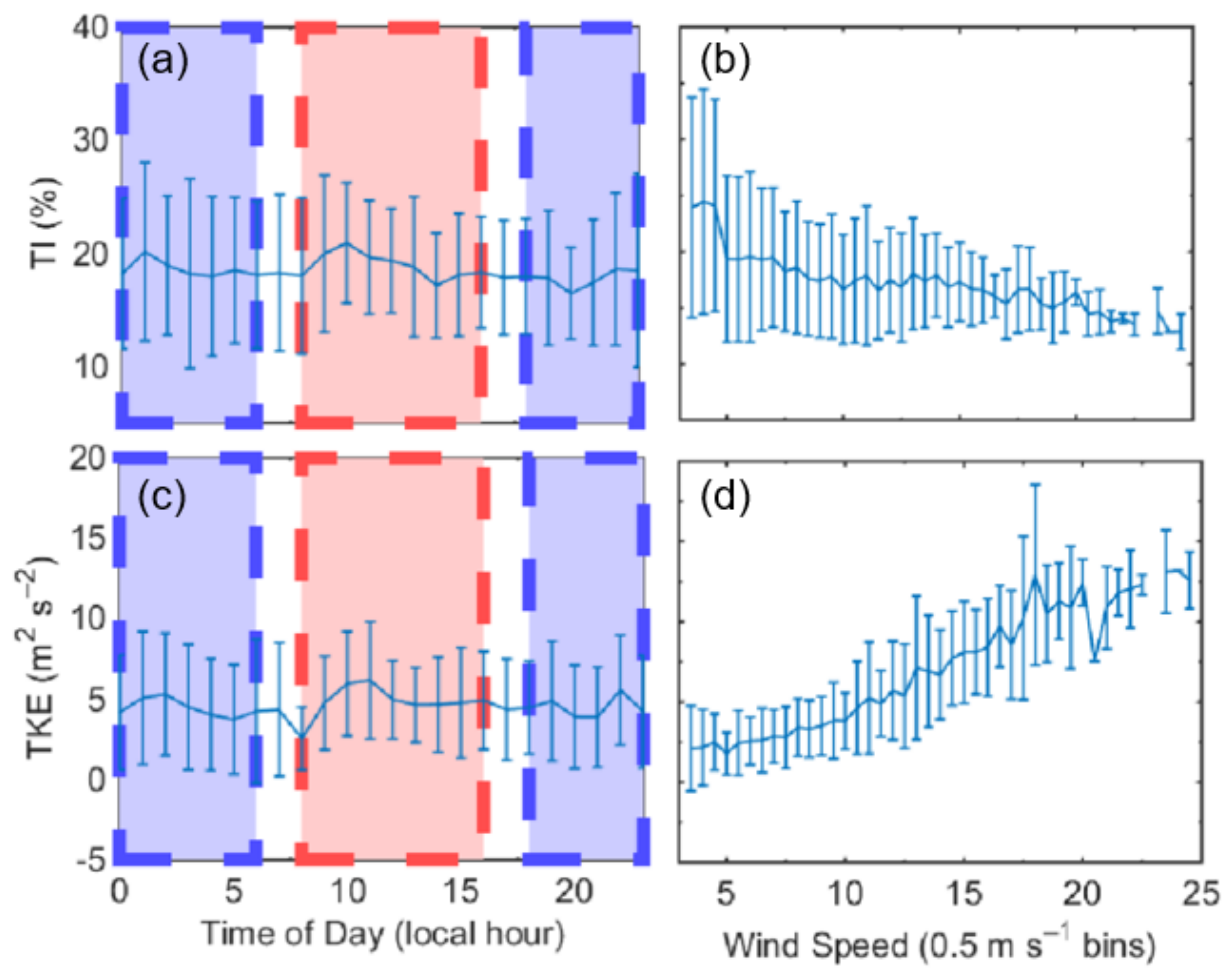 40
(a)
(b)
30
TI (%)
20
10
20
(c)
(d)
15
TKE (m² s⁻²)
10
5
0
-5
0 5 10 15 20
5 10 15 20 25
Time of Day (local hour)
Wind Speed (0.5 m s⁻¹ bins)